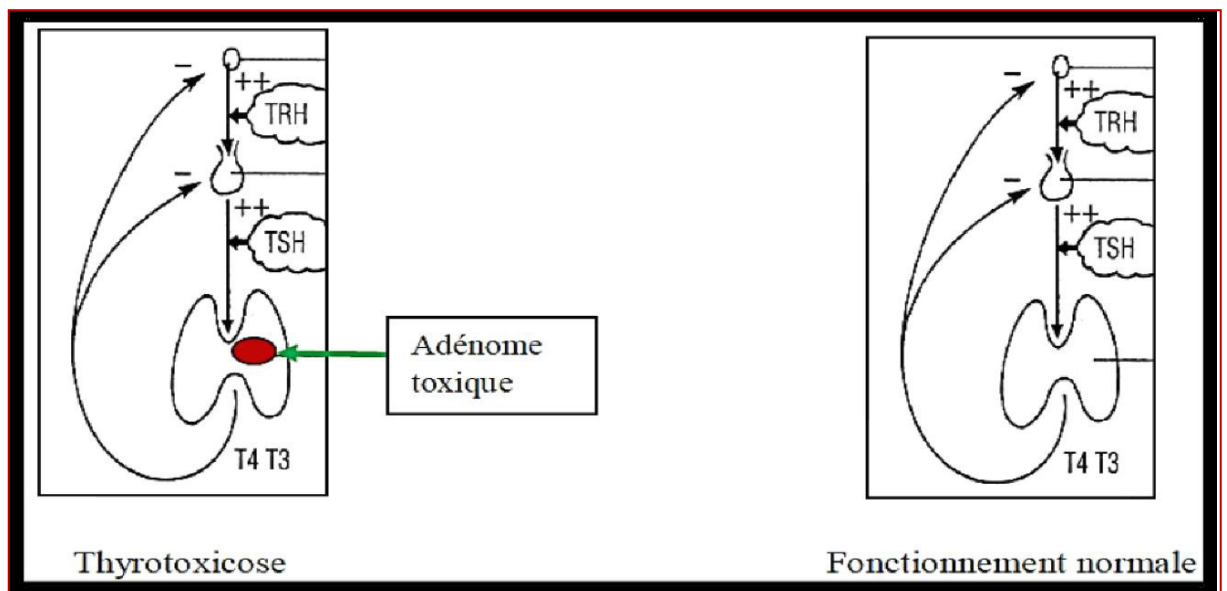 −
++
TRH
−
++
TSH
T4 T3
Adénome
toxique
Thyrotoxicose
−
++
TRH
−
++
TSH
T4 T3
Fonctionnement normale